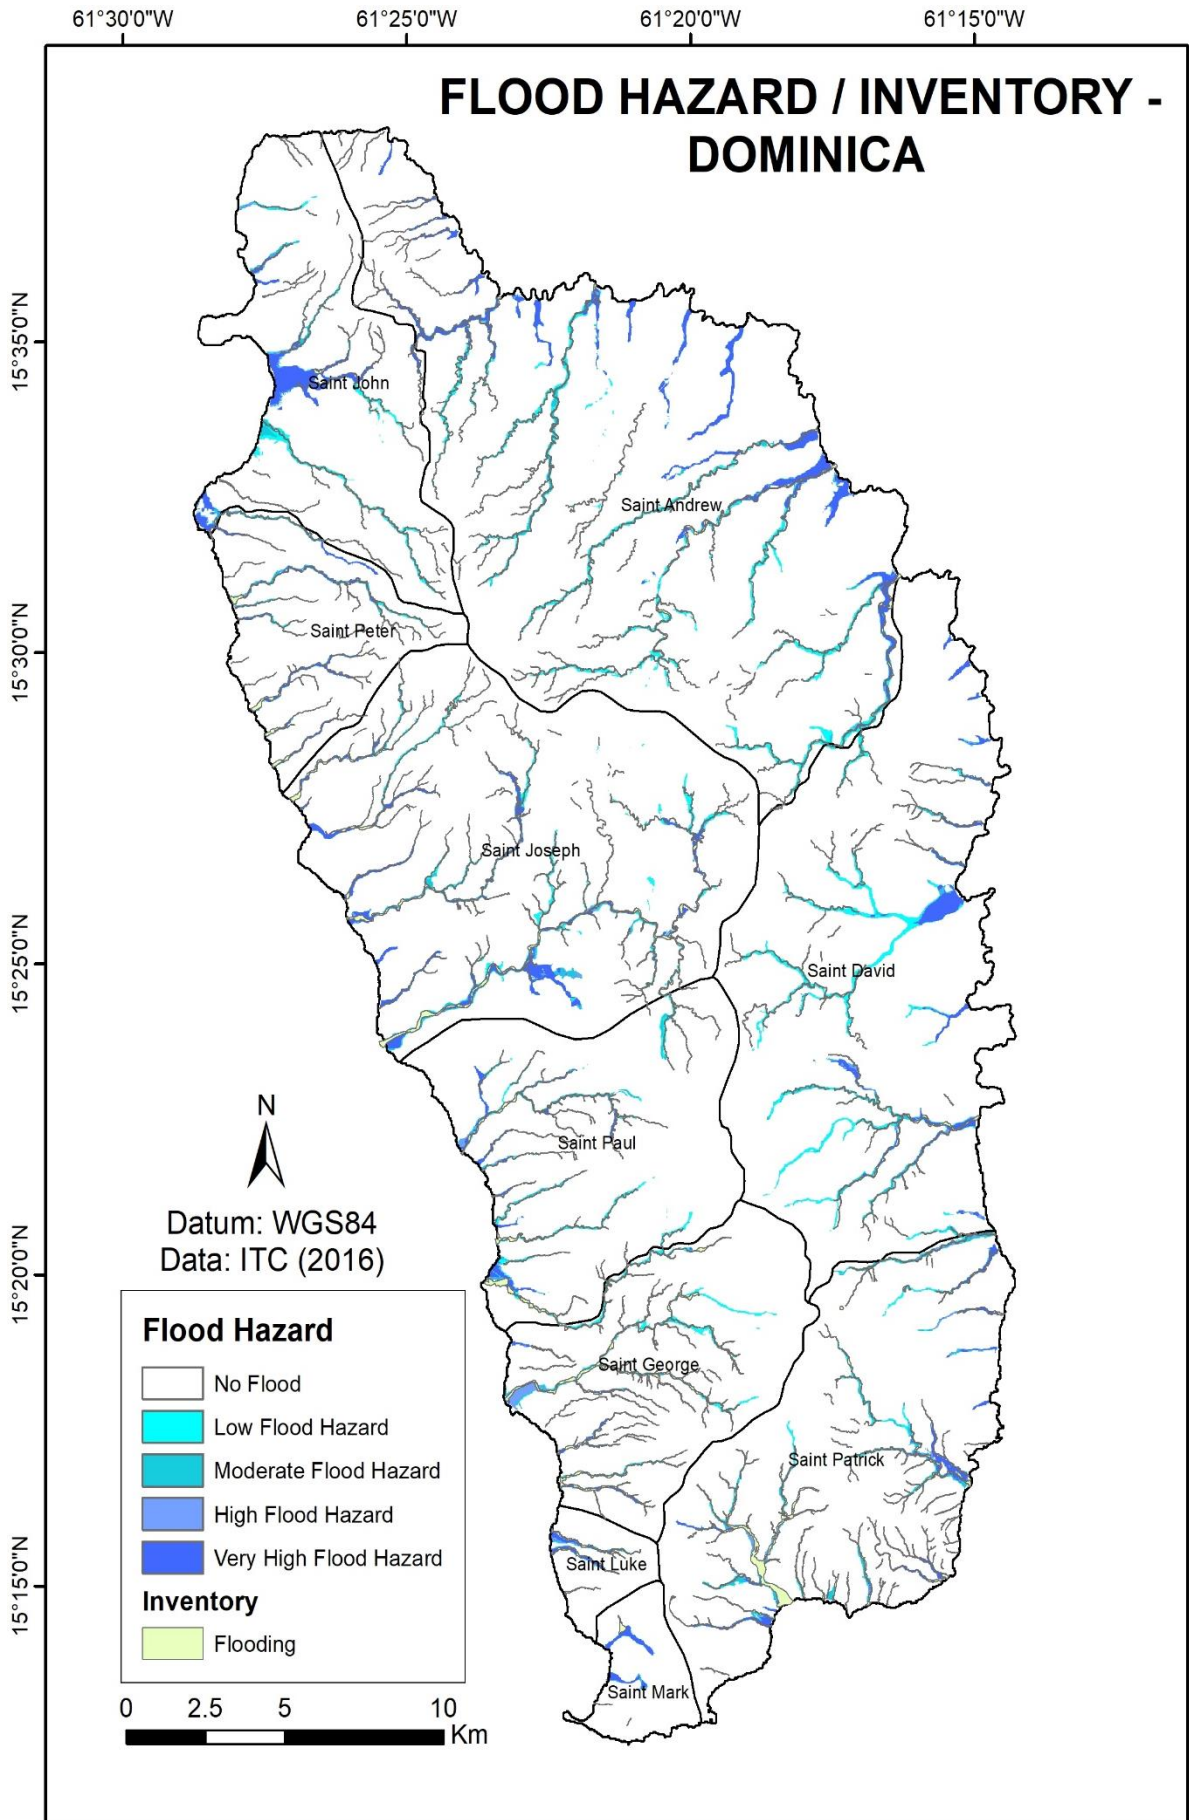 61°30'0"W 61°25'0"W 61°20'0"W 61°15'0"W
FLOOD HAZARD / INVENTORY -
DOMINICA
15°35'0"N
Saint John
Saint Andrew
15°30'0"N
Saint Peter
Saint Joseph
15°25'0"N
Saint David
N
Saint Paul
Datum: WGS84
Data: ITC (2016)
15°20'0"N
Saint George
Saint Patrick
15°15'0"N
Saint Luke
Saint Mark
Flood Hazard
No Flood
Low Flood Hazard
Moderate Flood Hazard
High Flood Hazard
Very High Flood Hazard
Inventory
Flooding
0 2.5 5 10
Km